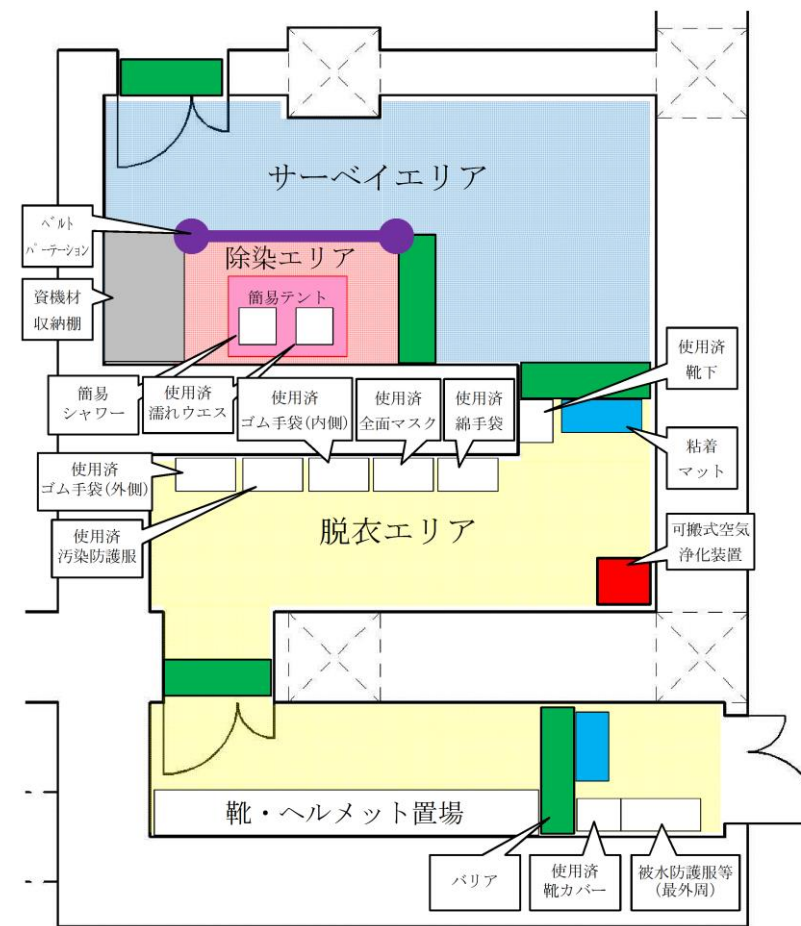 サーベイエリア
ベルト
パーテーション
除染エリア
資機材
収納棚
簡易テント
使用済
靴下
簡易
シャワー
使用済
濡れウエス
使用済
ゴム手袋(内側)
使用済
全面マスク
使用済
綿手袋
粘着
マット
使用済
ゴム手袋(外側)
使用済
汚染防護服
脱衣エリア
可搬式空気
浄化装置
靴・ヘルメット置場
バリア
使用済
靴カバー
被水防護服等
(最外周)